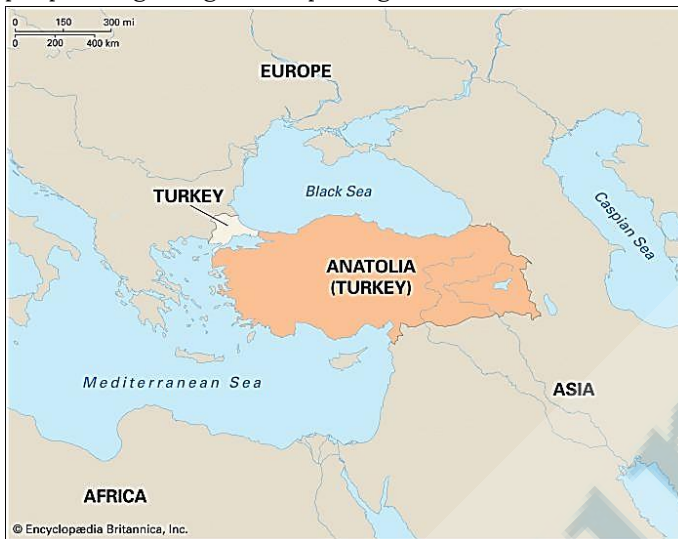 0 150 300 mi
0 200 400 km
EUROPE
TURKEY
Black Sea
Caspian Sea
ANATOLIA
(TURKEY)
Mediterranean Sea
ASIA
AFRICA
© Encyclopædia Britannica, Inc.